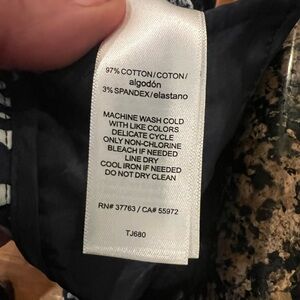 97% COTTON/COTON/
algodón
3% SPANDEX/elastano
MACHINE WASH COLD
WITH LIKE COLORS
DELICATE CYCLE
ONLY NON-CHLORINE
BLEACH IF NEEDED
LINE DRY
COOL IRON IF NEEDED
DO NOT DRY CLEAN
RN# 37763 / CA# 55972
TJ680